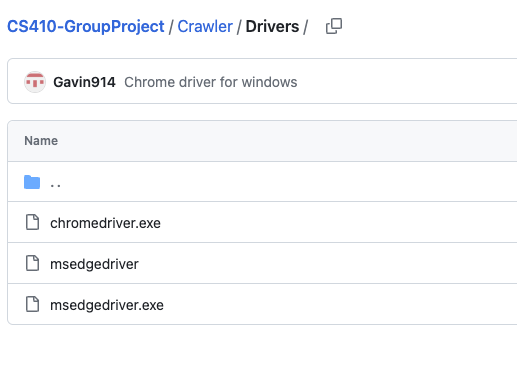 CS410-GroupProject / Crawler / Drivers /
Gavin914 Chrome driver for windows
Name
..
chromedriver.exe
msedgedriver
msedgedriver.exe